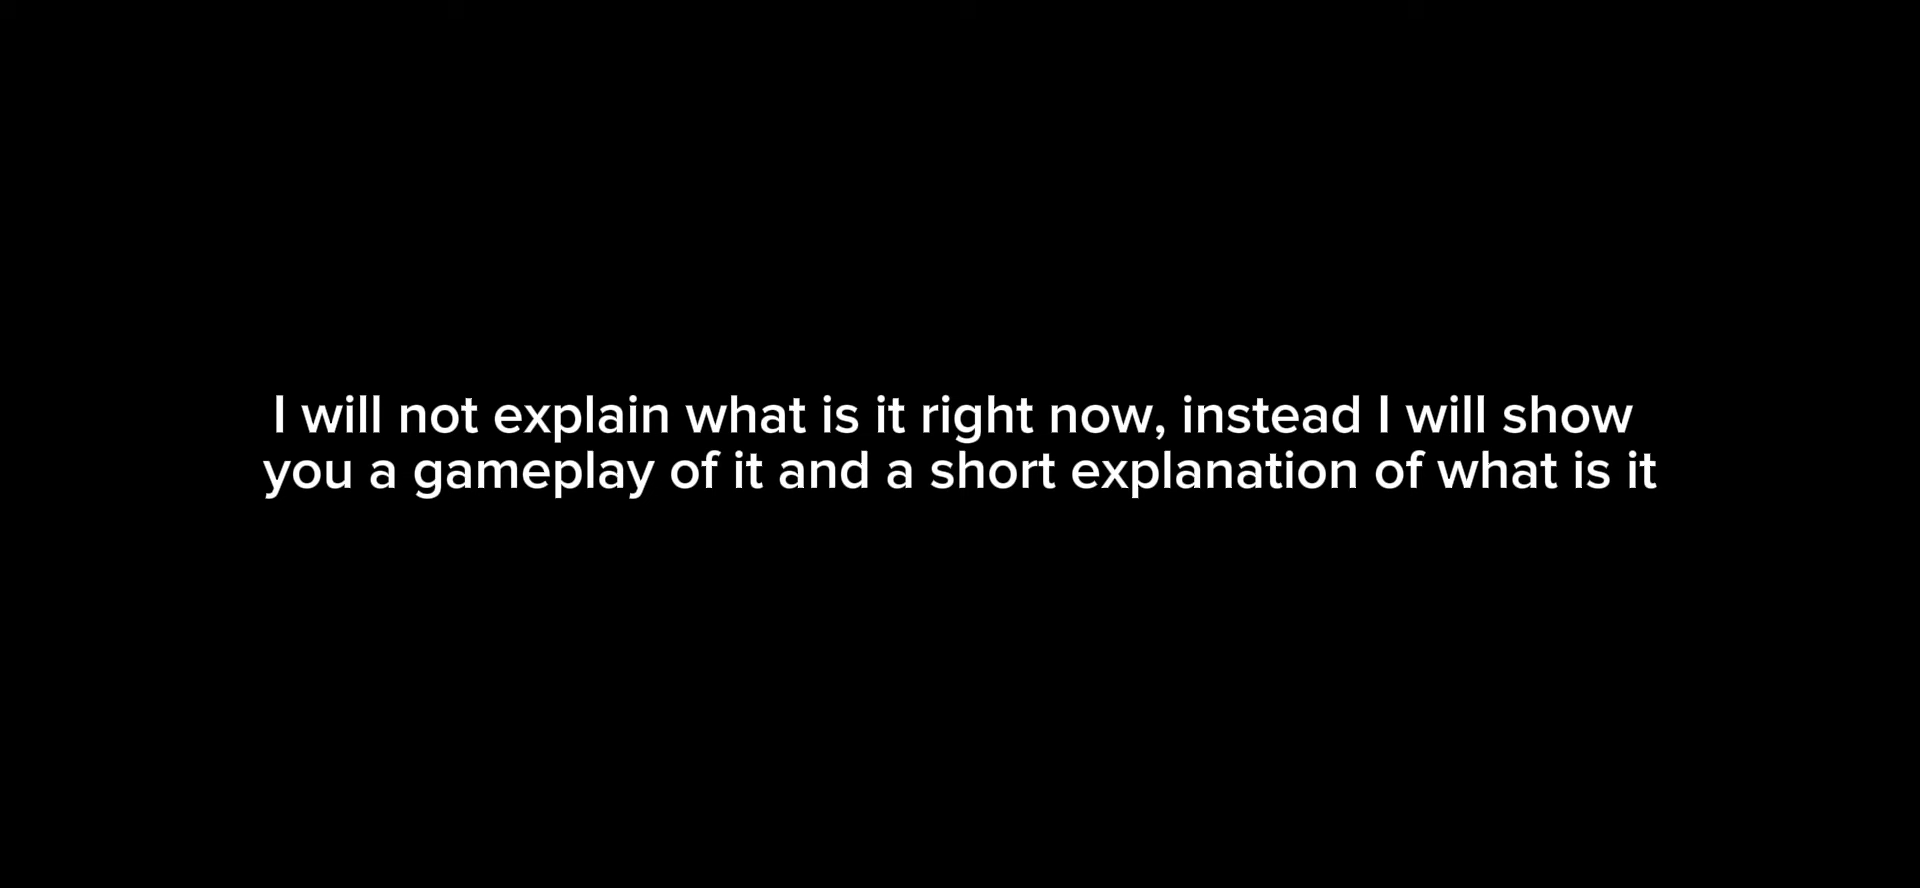 I will not explain what is it right now, instead I will show
you a gameplay of it and a short explanation of what is it